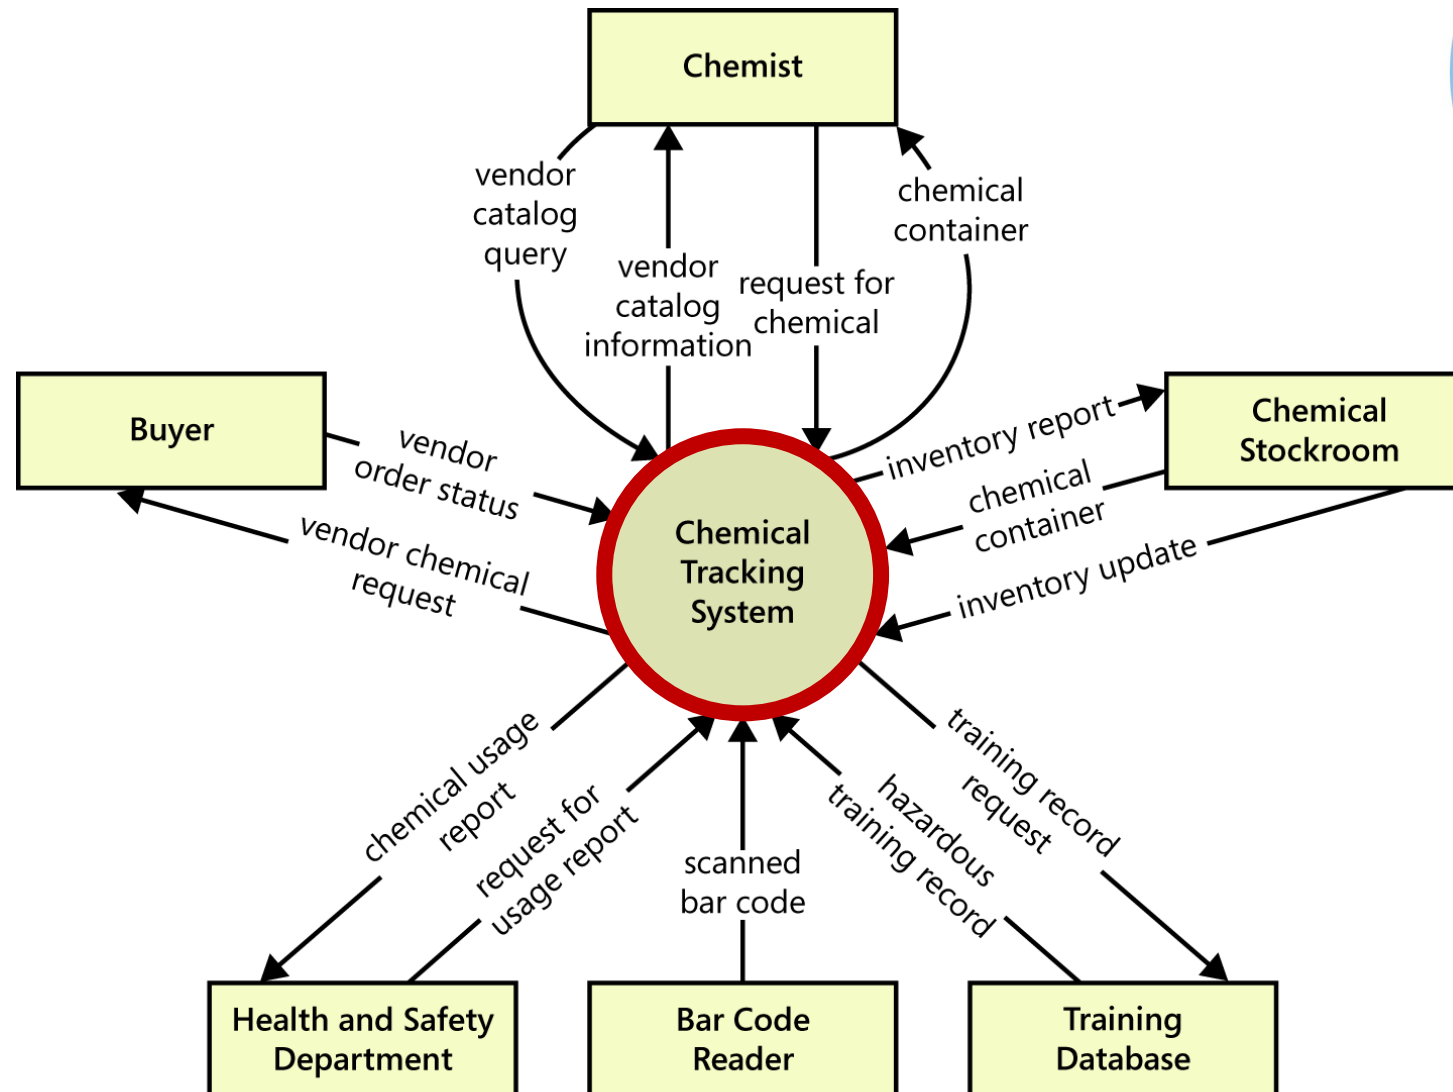 Chemist
vendor
catalog
query
vendor
catalog
information
request for
chemical
chemical
container
Buyer
vendor
order status
vendor chemical
request
Chemical
Tracking
System
inventory report
chemical
container
inventory update
Chemical
Stockroom
chemical usage
report
request for
usage report
scanned
bar code
hazardous
training record
training record
request
Health and Safety
Department
Bar Code
Reader
Training
Database